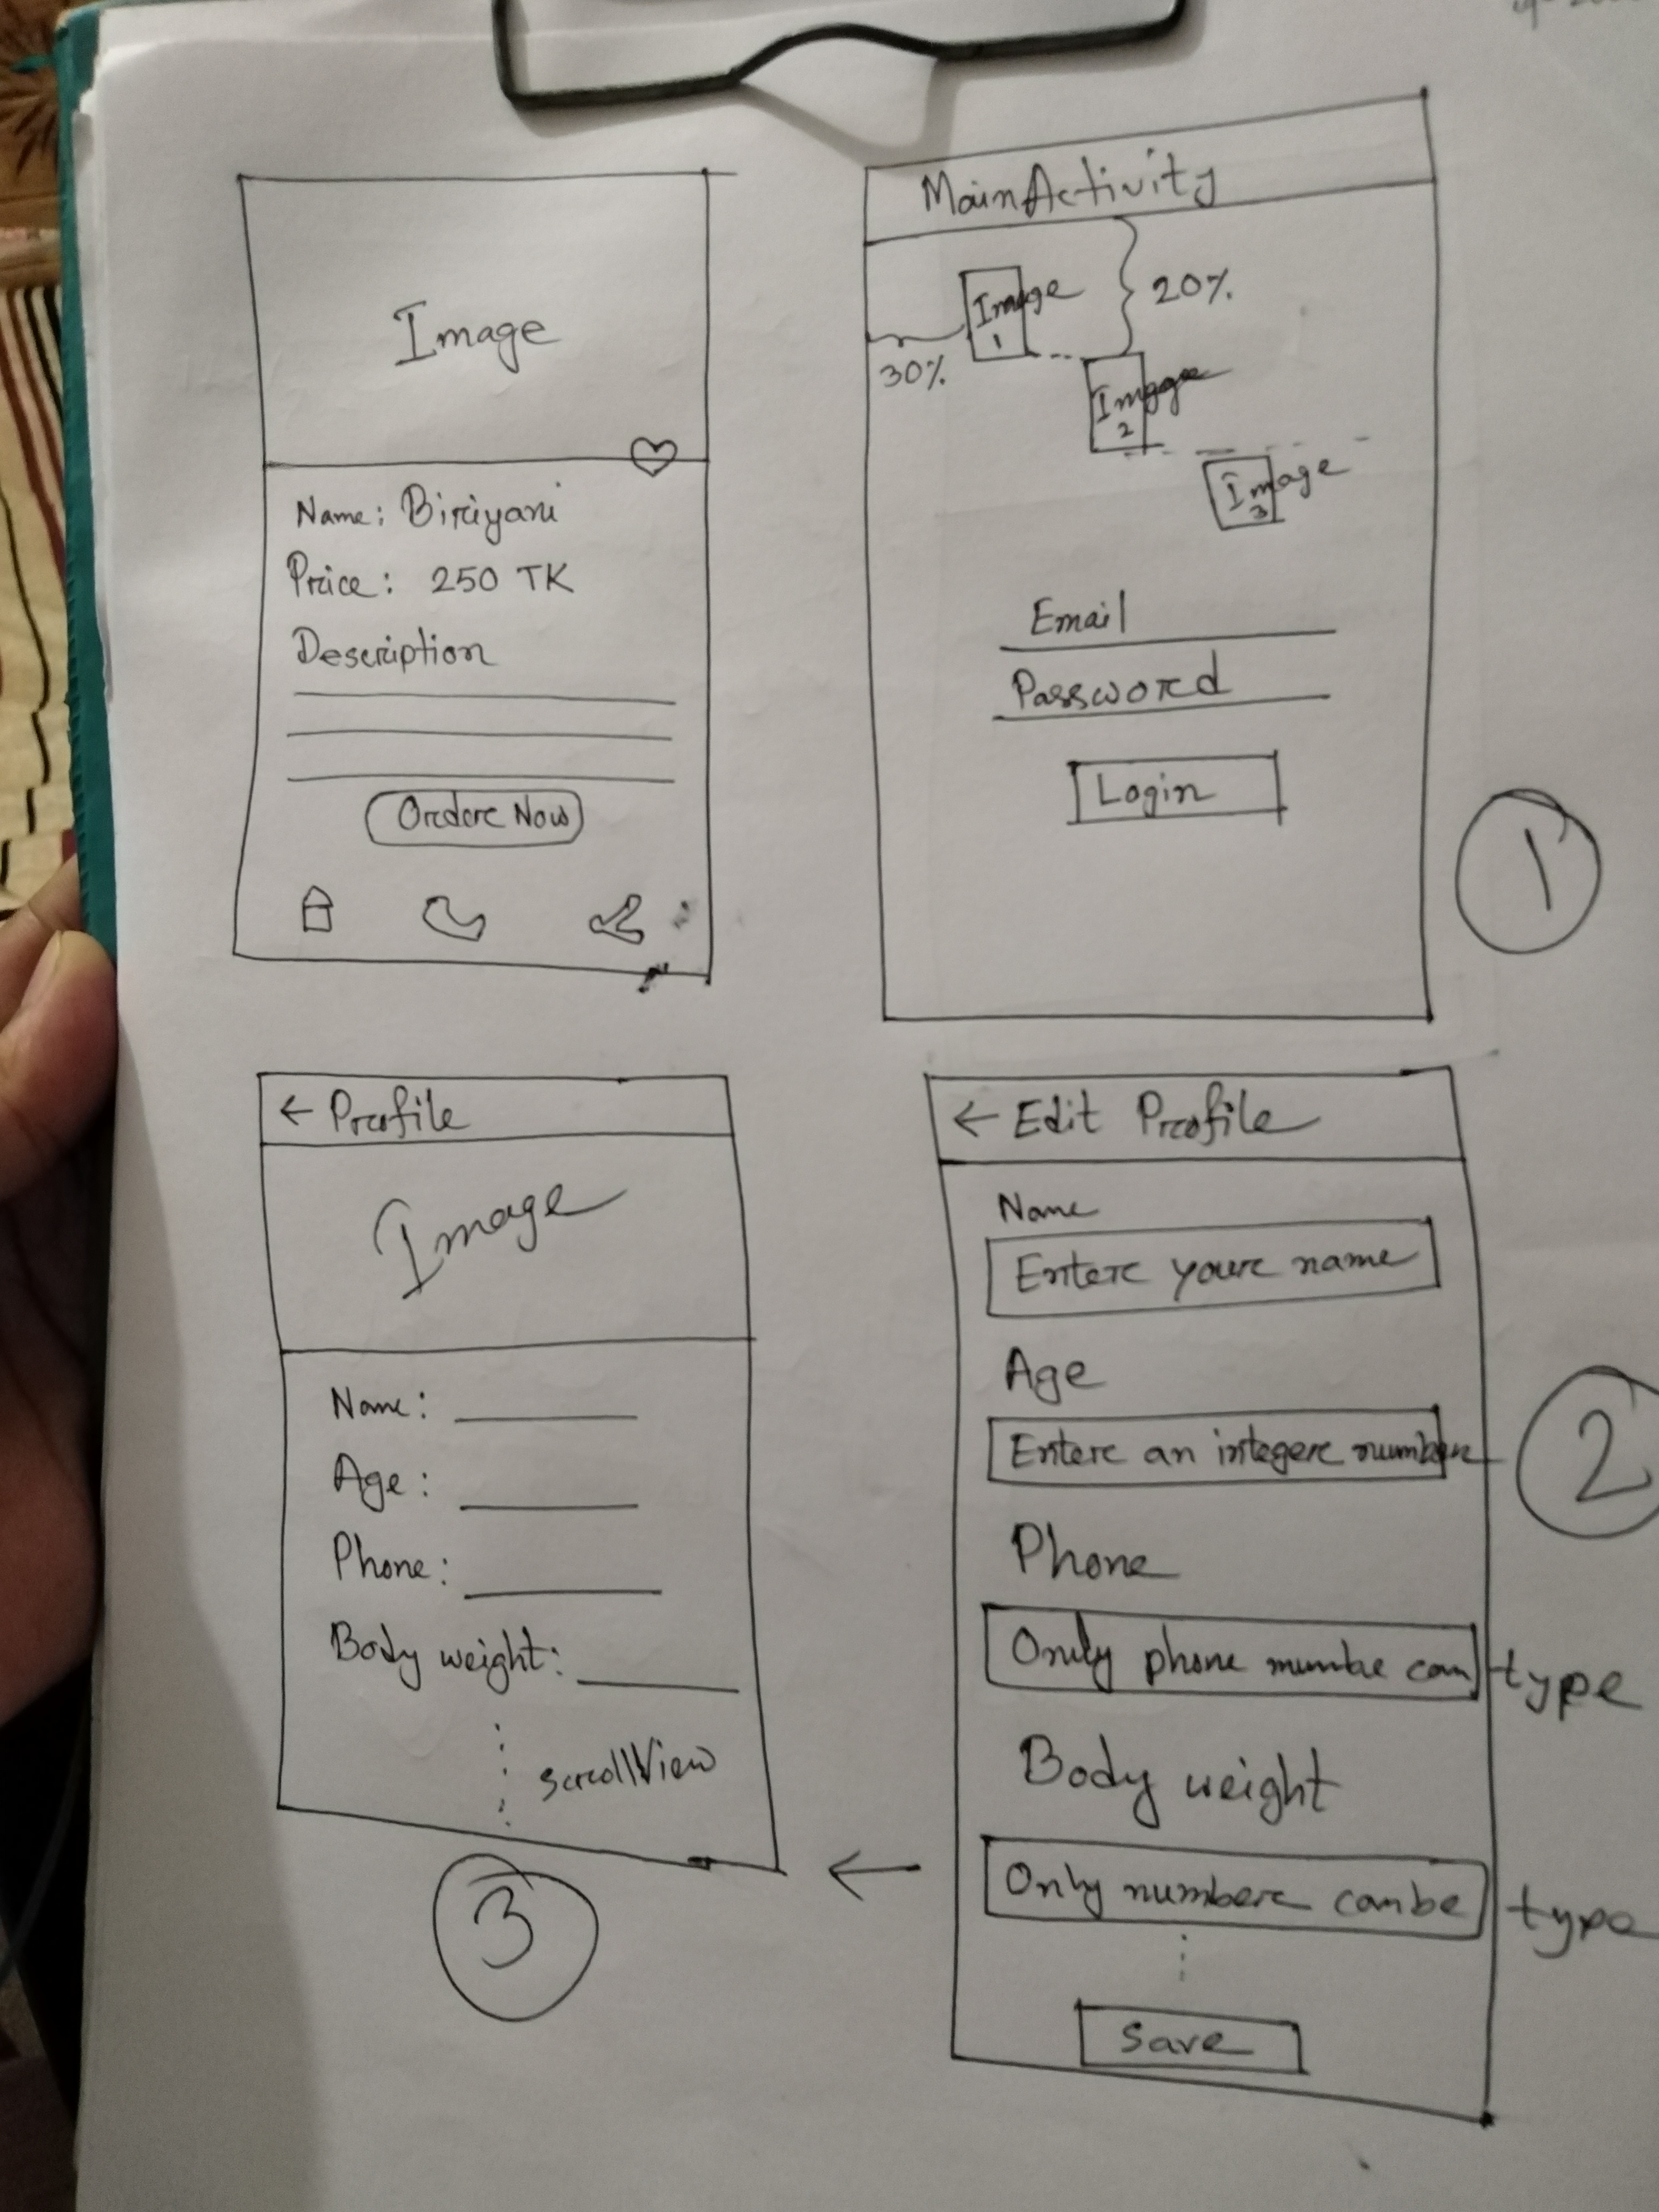 Image
Name: Biriyani
Price: 250 TK
Description
Order Now
MainActivity
Image
1
20%
30%
Image
2
Image
3
Email
Password
Login
1
← Profile
Image
Name:
Age:
Phone:
Body weight:
scrollView
3
← Edit Profile
Name
Enter your name
Age
Enter an integer number
2
Phone
Only phone numbe can type
Body weight
Only number can be type
Save